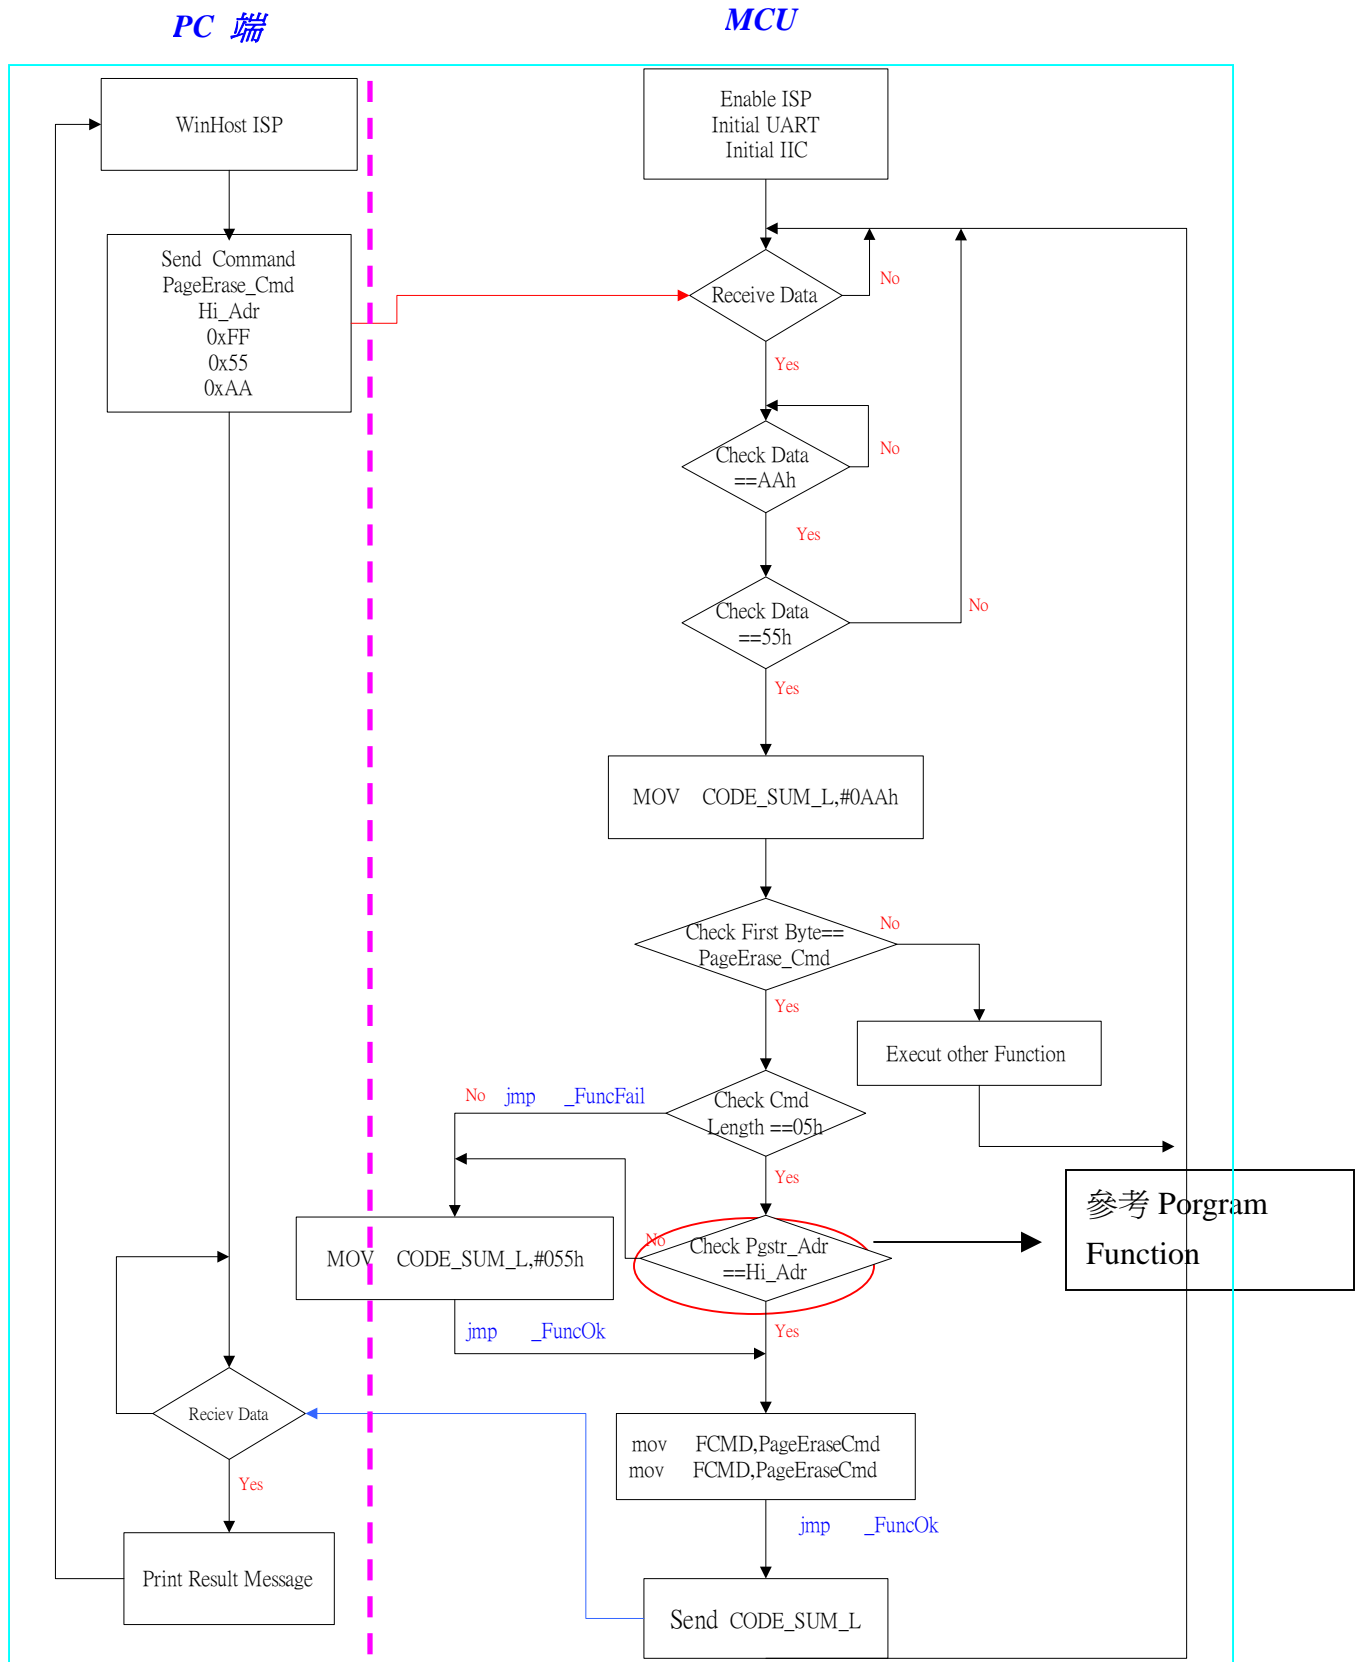 PC 端
MCU
WinHost ISP
Send Command
PageErase_Cmd
Hi_Adr
0xFF
0x55
0xAA
Enable ISP
Initial UART
Initial IIC
Receive Data
No
Yes
Check Data
==AAh
No
Yes
Check Data
==55h
No
Yes
MOV CODE_SUM_L,#0AAh
Check First Byte==
PageErase_Cmd
No
Yes
Execut other Function
Check Cmd
Length ==05h
No jmp _FuncFail
Yes
參考 Porgram
Function
Check Pgstr_Adr
==Hi_Adr
No
MOV CODE_SUM_L,#055h
jmp _FuncOk
Yes
Reciev Data
Yes
mov FCMD,PageEraseCmd
mov FCMD,PageEraseCmd
jmp _FuncOk
Print Result Message
Send CODE_SUM_L